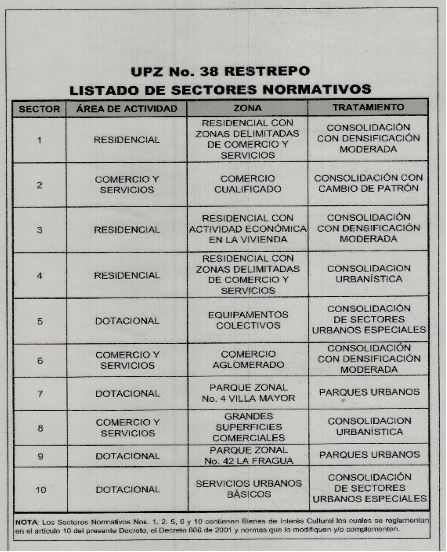 UPZ No. 38 RESTREPO
LISTADO DE SECTORES NORMATIVOS
SECTOR ÁREA DE ACTIVIDAD ZONA TRATAMIENTO
1 RESIDENCIAL RESIDENCIAL CON ZONAS DELIMITADAS DE COMERCIO Y SERVICIOS CONSOLIDACIÓN CON DENSIFICACIÓN MODERADA
2 COMERCIO Y SERVICIOS COMERCIO CUALIFICADO CONSOLIDACIÓN CON CAMBIO DE PATRÓN
3 RESIDENCIAL RESIDENCIAL CON ACTIVIDAD ECONÓMICA EN LA VIVIENDA CONSOLIDACIÓN CON DENSIFICACIÓN MODERADA
4 RESIDENCIAL RESIDENCIAL CON ZONAS DELIMITADAS DE COMERCIO Y SERVICIOS CONSOLIDACION URBANÍSTICA
5 DOTACIONAL EQUIPAMENTOS COLECTIVOS CONSOLIDACIÓN DE SECTORES URBANOS ESPECIALES
6 COMERCIO Y SERVICIOS COMERCIO AGLOMERADO CONSOLIDACIÓN CON DENSIFICACIÓN MODERADA
7 DOTACIONAL PARQUE ZONAL No. 4 VILLA MAYOR PARQUES URBANOS
8 COMERCIO Y SERVICIOS GRANDES SUPERFICIES COMERCIALES CONSOLIDACION URBANÍSTICA
9 DOTACIONAL PARQUE ZONAL No. 42 LA FRAGUA PARQUES URBANOS
10 DOTACIONAL SERVICIOS URBANOS BÁSICOS CONSOLIDACIÓN DE SECTORES URBANOS ESPECIALES
NOTA: Los Sectores Normativos Nos. 1, 2, 5, 6 y 10 contienen Bienes de Interés Cultural los cuales se reglamentan
en el artículo 10 del presente Decreto, el Decreto 606 de 2001 y normas que lo modifiquen y/o complementen.